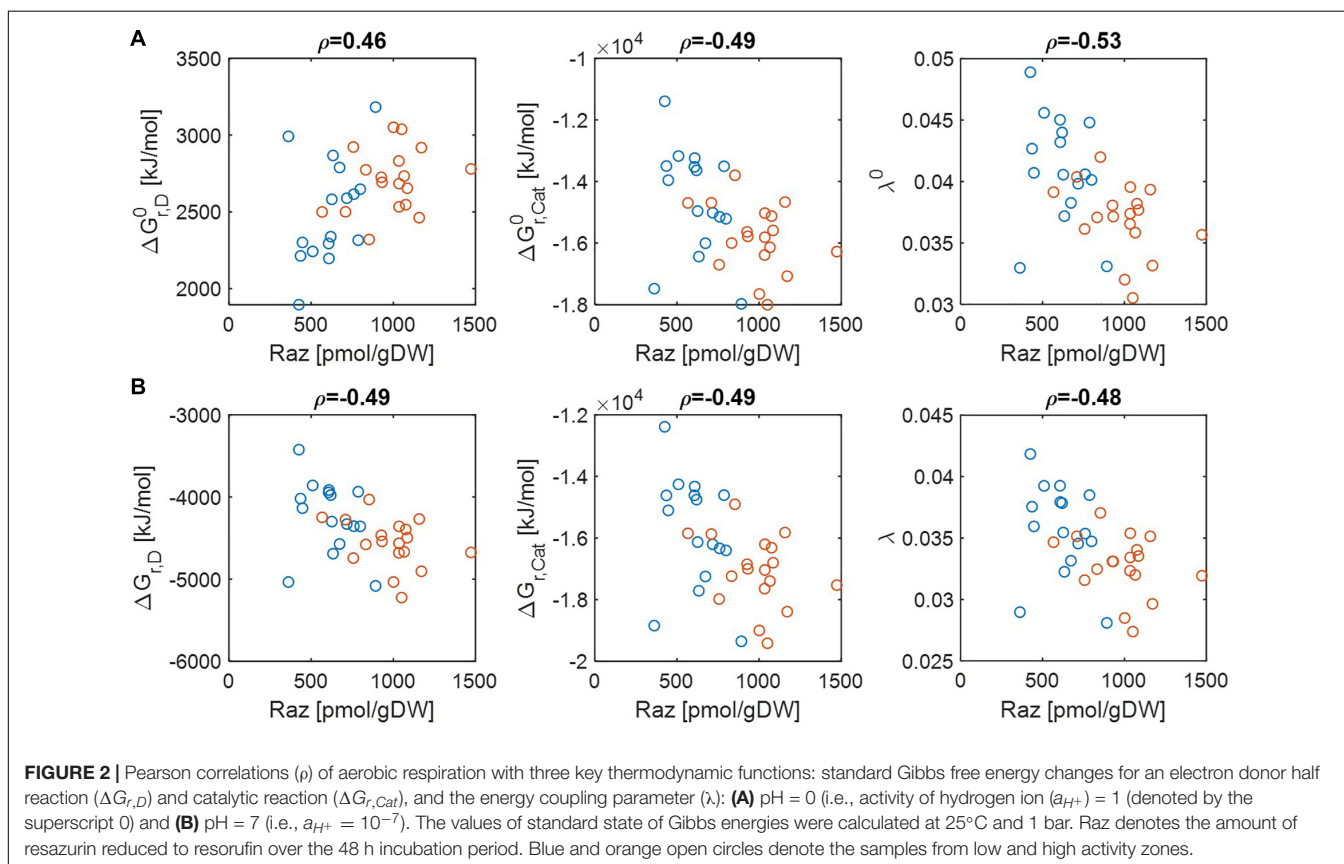 A
ρ=0.46
3500
3000
2500
2000
0 500 1000 1500
Raz [pmol/gDW]
ΔG⁰r,D [kJ/mol]
ρ=-0.49
×10⁴
-1
-1.2
-1.4
-1.6
-1.8
0 500 1000 1500
Raz [pmol/gDW]
ΔG⁰r,Cat [kJ/mol]
ρ=-0.53
0.05
0.045
0.04
0.035
0.03
0 500 1000 1500
Raz [pmol/gDW]
λ⁰
B
ρ=-0.49
-3000
-4000
-5000
-6000
0 500 1000 1500
Raz [pmol/gDW]
ΔGr,D [kJ/mol]
ρ=-0.49
×10⁴
-1.2
-1.4
-1.6
-1.8
-2
0 500 1000 1500
Raz [pmol/gDW]
ΔGr,Cat [kJ/mol]
ρ=-0.48
0.045
0.04
0.035
0.03
0.025
0 500 1000 1500
Raz [pmol/gDW]
λ
FIGURE 2 | Pearson correlations (ρ) of aerobic respiration with three key thermodynamic functions: standard Gibbs free energy changes for an electron donor half
reaction (ΔGr,D) and catalytic reaction (ΔGr,Cat), and the energy coupling parameter (λ): (A) pH = 0 (i.e., activity of hydrogen ion (aH+) = 1 (denoted by the
superscript 0) and (B) pH = 7 (i.e., aH+ = 10⁻⁷). The values of standard state of Gibbs energies were calculated at 25°C and 1 bar. Raz denotes the amount of
resazurin reduced to resorufin over the 48 h incubation period. Blue and orange open circles denote the samples from low and high activity zones.